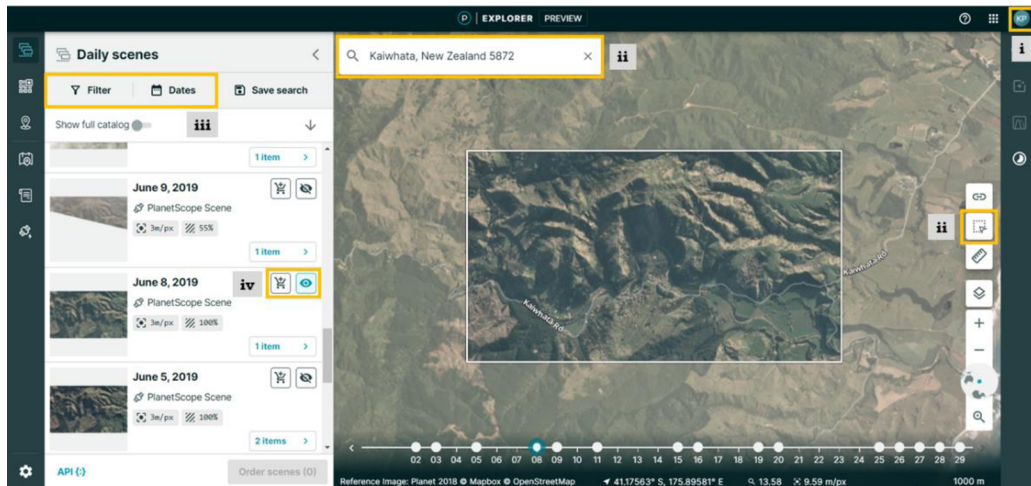 P | EXPLORER PREVIEW
KP
i
Daily scenes
Kaiwhata, New Zealand 5872
ii
Filter
Dates
Save search
Show full catalog
iii
1 item
June 9, 2019
PlanetScope Scene
3m/px 55%
1 item
ii
June 8, 2019
iv
PlanetScope Scene
3m/px 100%
1 item
Kaiwhata Rd
Kaiwhata Rd
June 5, 2019
PlanetScope Scene
3m/px 100%
2 items
02 03 04 05 06 07 08 09 10 11 12 13 14 15 16 17 18 19 20 21 22 23 24 25 26 27 28 29
API {:}
Order scenes (0)
Reference Image: Planet 2018 © Mapbox © OpenStreetMap
41.17563° S, 175.89581° E
13.58
9.59 m/px
1000 m